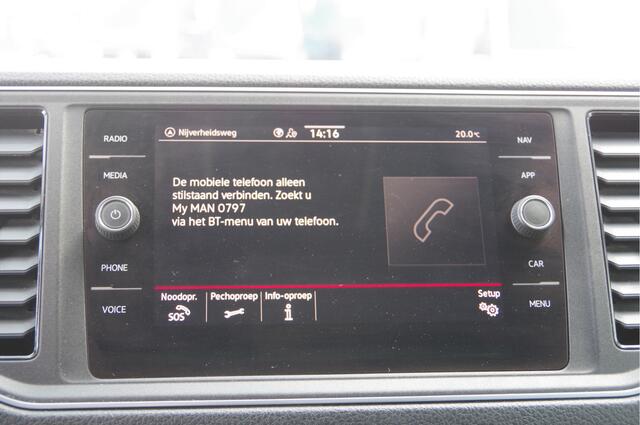 RADIO
MEDIA
PHONE
VOICE
Nijverheidsweg
14:16
20.0°C
De mobiele telefoon alleen
stilstaand verbinden. Zoekt u
My MAN 0797
via het BT-menu van uw telefoon.
Noodopr. Pechoproep Info-oproep Setup
SOS
NAV
APP
CAR
MENU